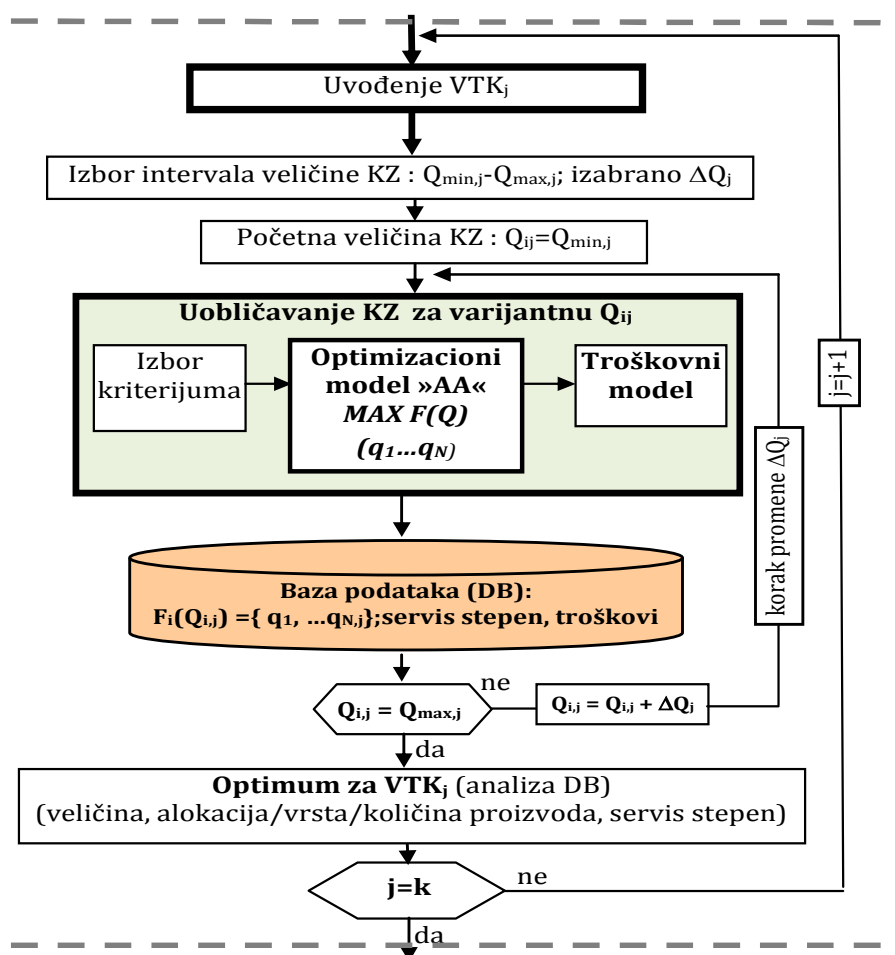 Uvođenje VTKj
Izbor intervala veličine KZ : Qmin,j-Qmax,j; izabrano ΔQj
Početna veličina KZ : Qij=Qmin,j
Uobličavanje KZ za varijantnu Qij
Izbor
kriterijuma
Optimizacioni
model »AA«
MAX F(Q)
(q1...qN)
Troškovni
model
j=j+1
korak promene ΔQj
Baza podataka (DB):
Fi(Qi,j) ={ q1, ...qN,j};servis stepen, troškovi
Qi,j = Qmax,j
ne
Qi,j = Qi,j + ΔQj
da
Optimum za VTKj (analiza DB)
(veličina, alokacija/vrsta/količina proizvoda, servis stepen)
j=k
ne
da